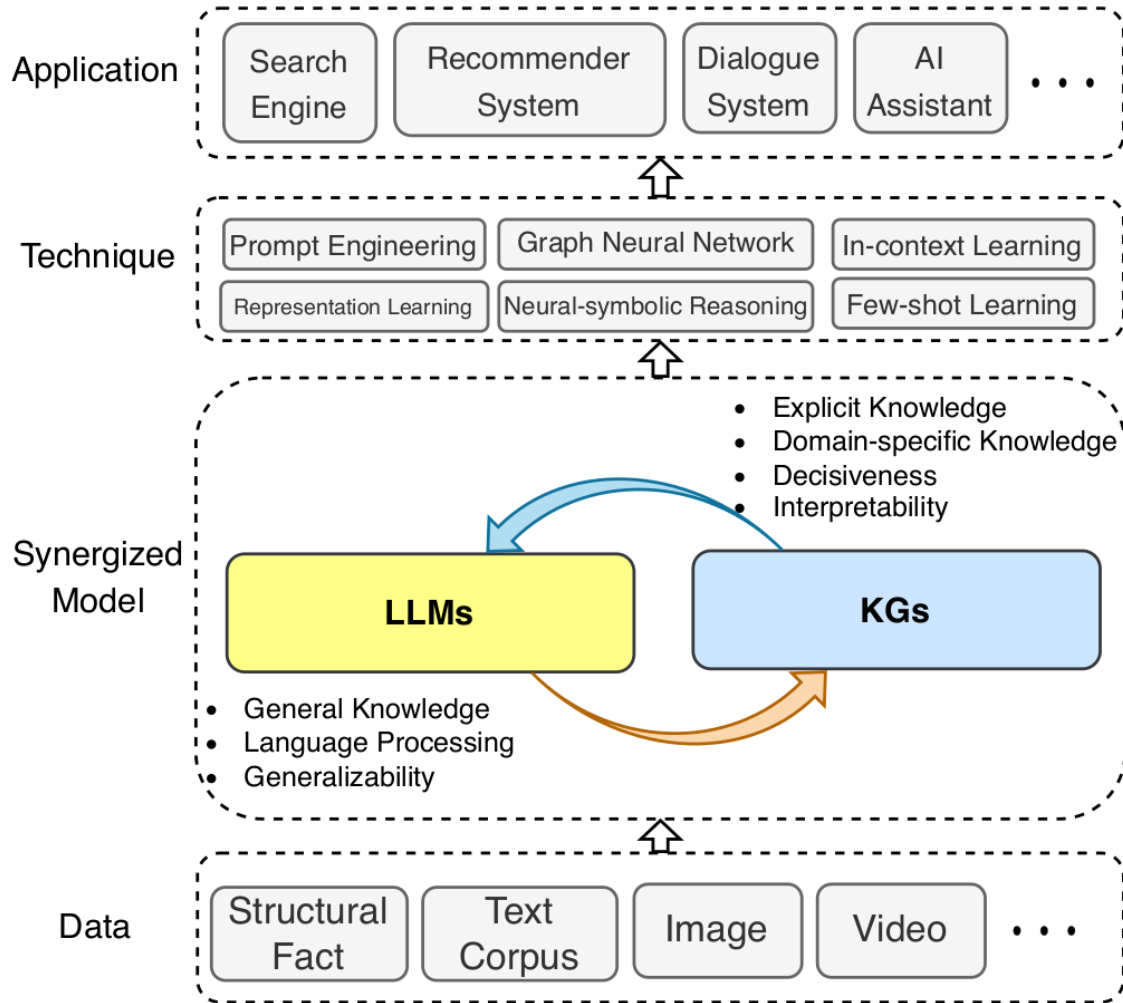 Application
Search
Engine
Recommender
System
Dialogue
System
AI
Assistant
• • •
Technique
Prompt Engineering
Graph Neural Network
In-context Learning
Representation Learning
Neural-symbolic Reasoning
Few-shot Learning
Synergized
Model
• Explicit Knowledge
• Domain-specific Knowledge
• Decisiveness
• Interpretability
LLMs
KGs
• General Knowledge
• Language Processing
• Generalizability
Data
Structural
Fact
Text
Corpus
Image
Video
• • •